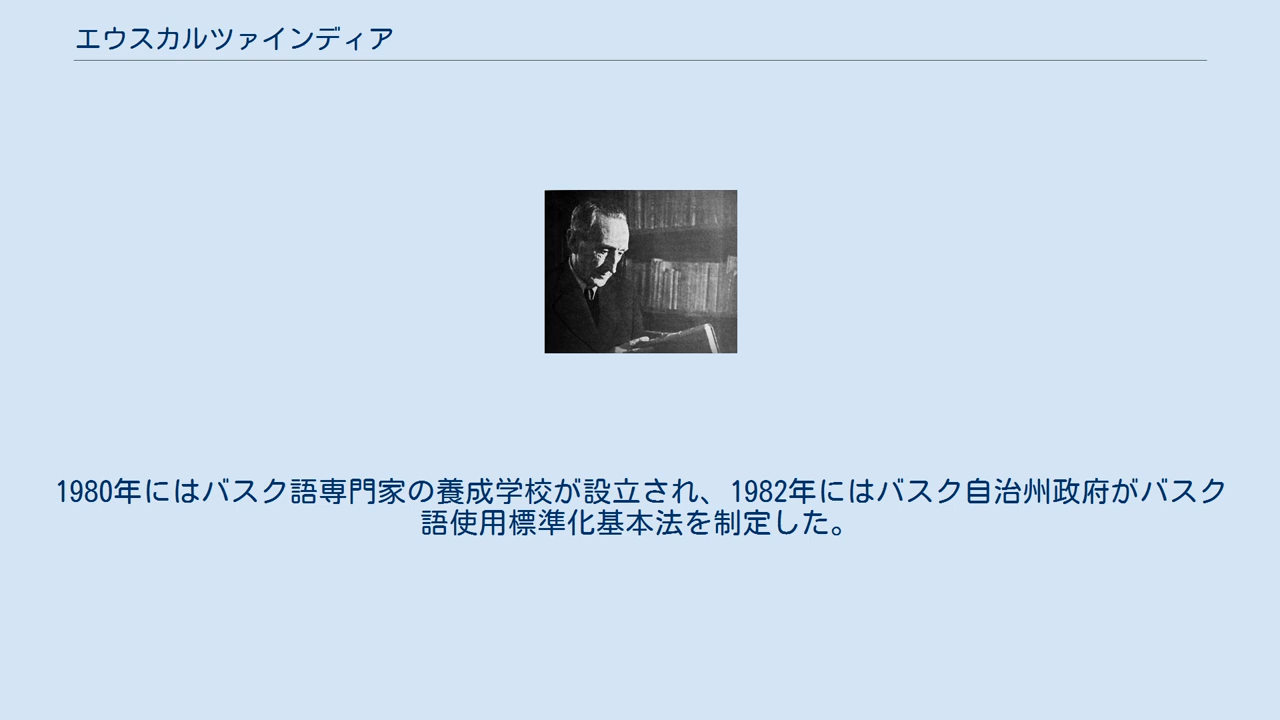 エウスカルツァインディア
1980年にはバスク語専門家の養成学校が設立され、1982年にはバスク自治州政府がバスク
語使用標準化基本法を制定した。